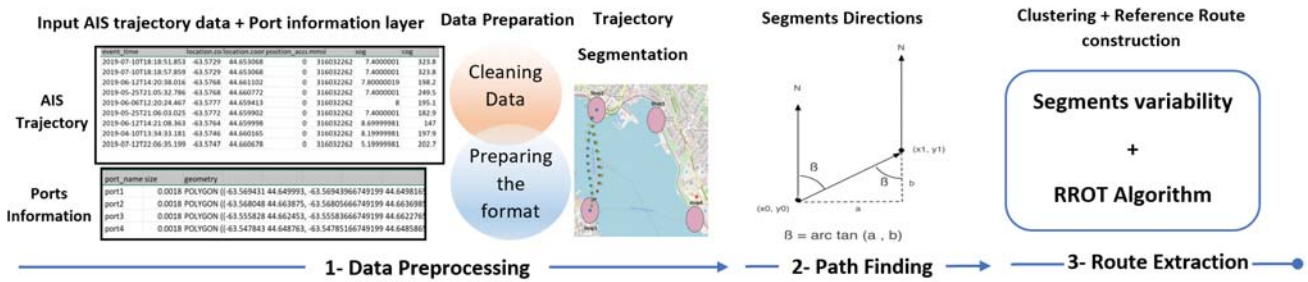 Input AIS trajectory data + Port information layer
AIS
Trajectory
event_time location.co location.coor position_accu mmsi sog cog
2019-07-10T18:18:51.853 -63.5729 44.653068 0 316032262 7.4000001 323.8
2019-07-10T18:18:57.859 -63.5729 44.653068 0 316032262 7.4000001 323.8
2019-06-12T14:20:38.016 -63.5768 44.661102 0 316032262 7.80000019 198.2
2019-05-25T21:05:32.786 -63.5768 44.660772 0 316032262 7.4000001 249.5
2019-06-06T12:20:24.467 -63.5777 44.659413 0 316032262 8 195.1
2019-05-25T21:06:03.025 -63.5772 44.659902 0 316032262 7.4000001 182.9
2019-06-12T14:21:08.363 -63.5764 44.659998 0 316032262 8.69999981 147
2019-04-10T13:34:33.181 -63.5746 44.660165 0 316032262 8.19999981 197.9
2019-07-12T22:06:35.199 -63.5747 44.660678 0 316032262 5.19999981 202.7
Ports
Information
port_name size geometry
port1 0.0018 POLYGON ((-63.569431 44.649993, -63.56943966749199 44.6498169
port2 0.0018 POLYGON ((-63.568048 44.663875, -63.56805666749199 44.6636989
port3 0.0018 POLYGON ((-63.555828 44.662453, -63.55583666749199 44.6622769
port4 0.0018 POLYGON ((-63.547843 44.648763, -63.54785166749199 44.6485869
Data Preparation
Cleaning
Data
Preparing
the
format
Trajectory
Segmentation
Segments Directions
N
N
(x1, y1)
ß
ß
b
(x0, y0)
a
ß = arc tan (a , b)
Clustering + Reference Route
construction
Segments variability
+
RROT Algorithm
1- Data Preprocessing
2- Path Finding
3- Route Extraction